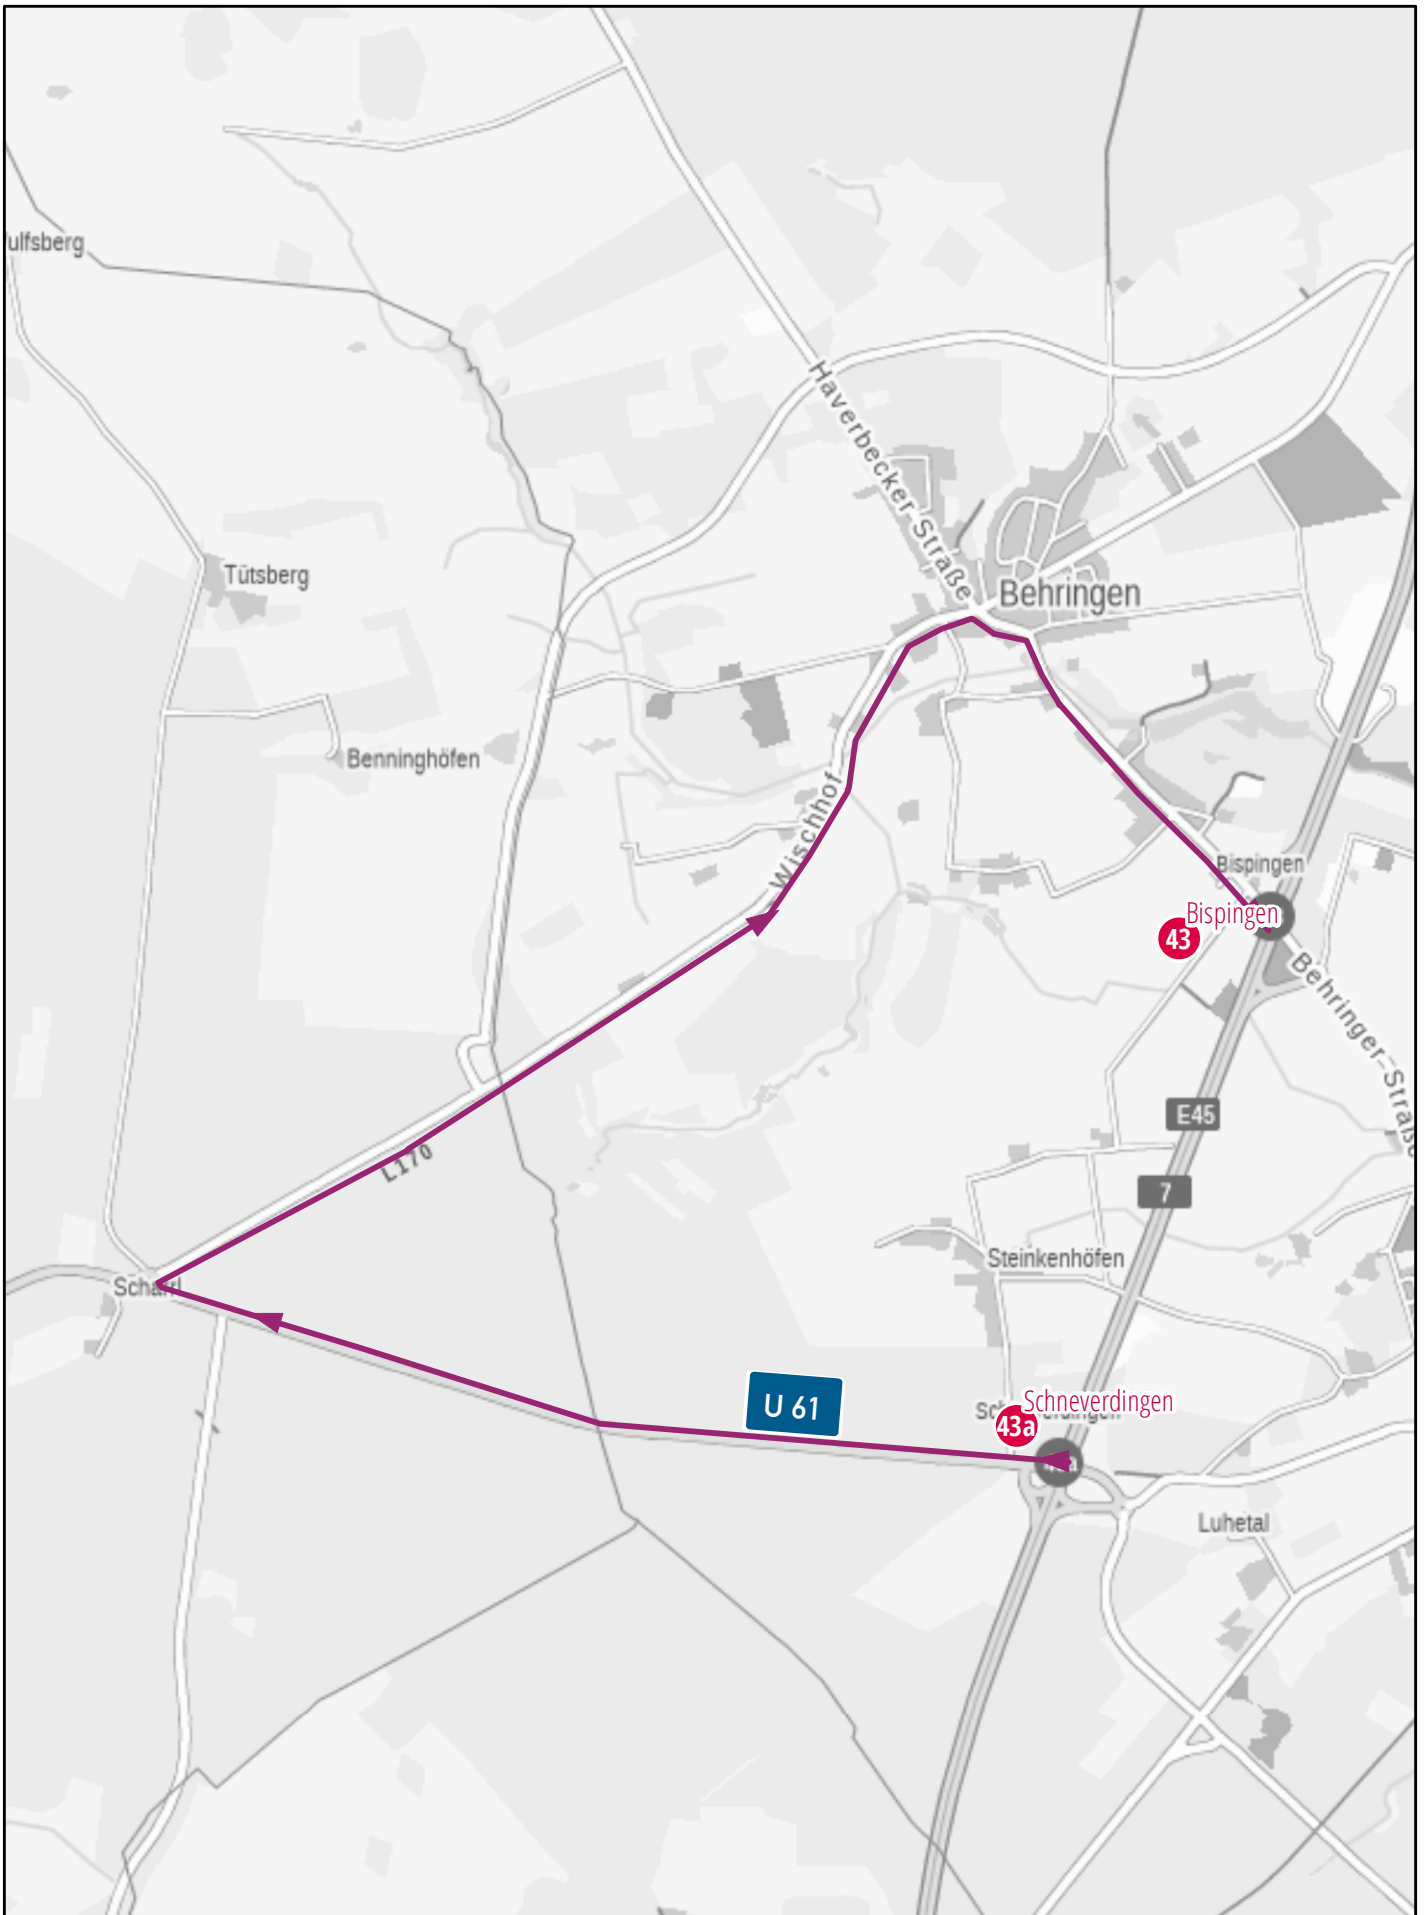 Haverbecker-Straße
Tütsberg
Behringen
Benninghöfen
Wischhof
Bispingen
Bispingen
43
Behringer-Straße
E45
L170
7
Steinkenhöfen
U 61
Schneverdingen
43a
Luhetal